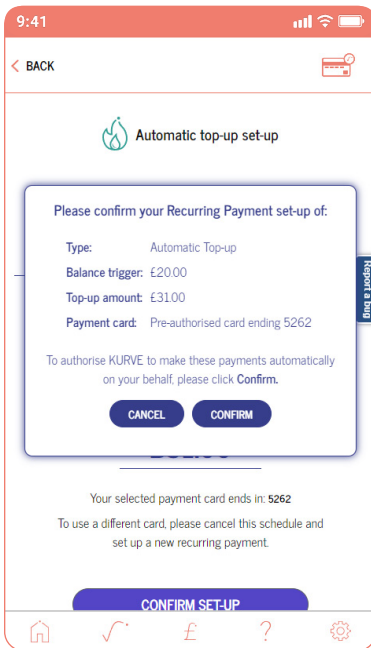 9:41
BACK
Automatic top-up set-up
Please confirm your Recurring Payment set-up of:
Type: Automatic Top-up
Balance trigger: £20.00
Top-up amount: £31.00
Payment card: Pre-authorised card ending 5262
Report a bug
To authorise KURVE to make these payments automatically
on your behalf, please click Confirm.
CANCEL CONFIRM
Your selected payment card ends in: 5262
To use a different card, please cancel this schedule and
set up a new recurring payment.
CONFIRM SET-UP
£ ?